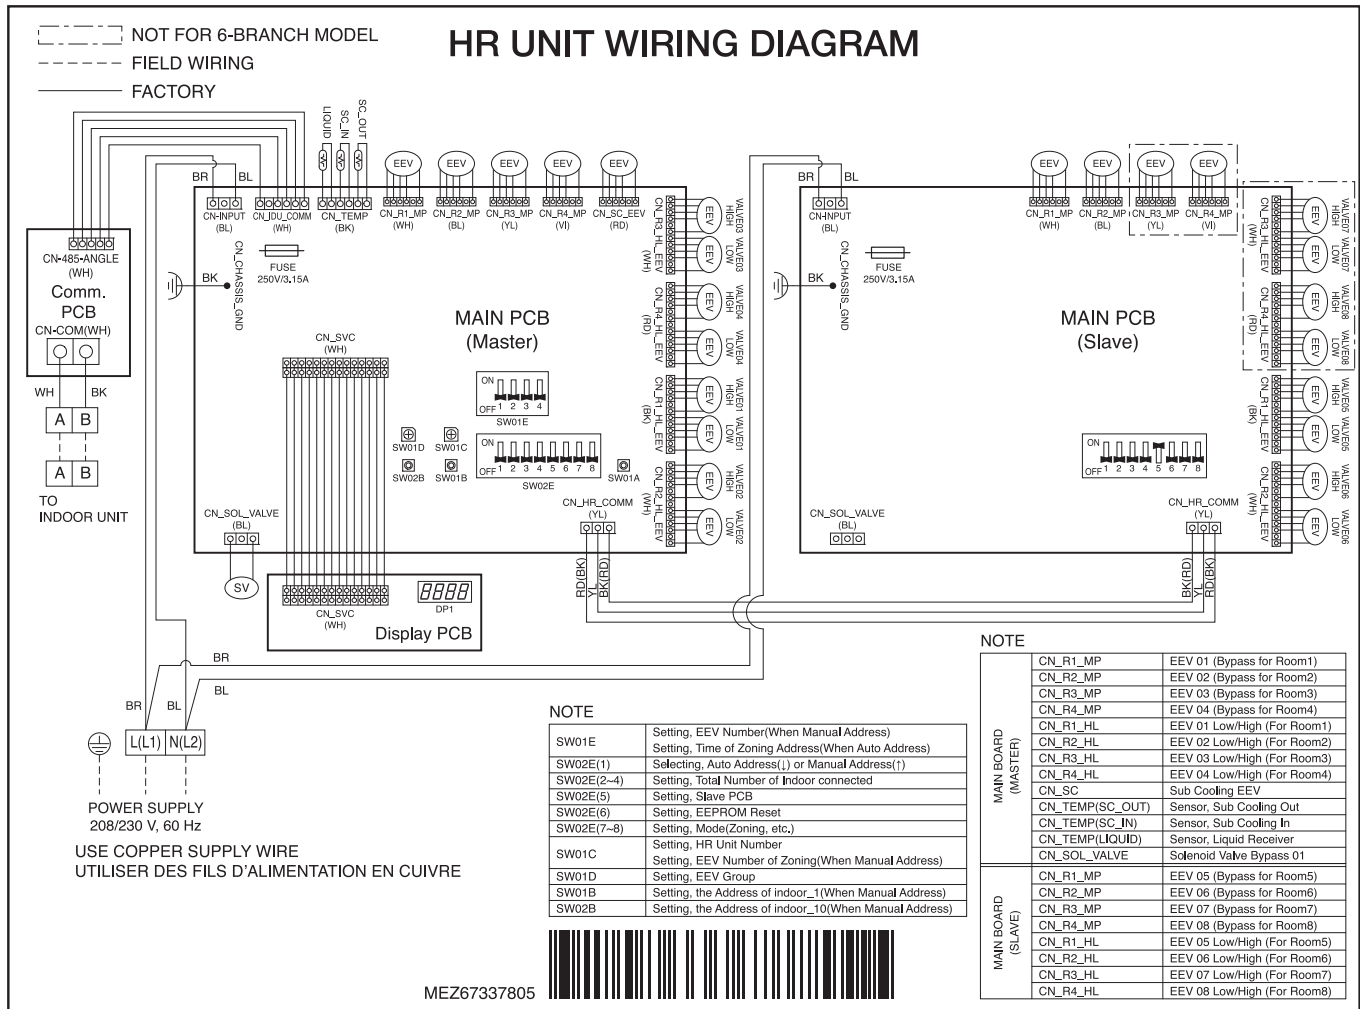 HR UNIT WIRING DIAGRAM
NOT FOR 6-BRANCH MODEL
FIELD WIRING
FACTORY
LIQUID
SC_IN
SC_OUT
EEV
EEV
EEV
EEV
EEV
BR
BL
CN-INPUT
(BL)
CN_IDU_COMM
(WH)
CN_TEMP
(BK)
CN_R1_MP
(WH)
CN_R2_MP
(BL)
CN_R3_MP
(YL)
CN_R4_MP
(VI)
CN_SC_EEV
(RD)
CN-485-ANGLE
(WH)
Comm.
PCB
CN-COM(WH)
WH
BK
A B
A B
TO
INDOOR UNIT
BK
CN_CHASSIS_GND
FUSE
250V/3.15A
MAIN PCB
(Master)
CN_SVC
(WH)
ON
OFF
1 2 3 4
SW01E
ON
OFF
1 2 3 4 5 6 7 8
SW02E
SW01D
SW01C
SW02B
SW01B
SW01A
CN_SOL_VALVE
(BL)
SV
CN_HR_COMM
(YL)
RD(BK)
YL
BK(RD)
CN_SVC
(WH)
DP1
8888
Display PCB
CN_R3_HL_EEV
(WH)
EEV
HIGH
VALVE03
EEV
LOW
VALVE03
CN_R4_HL_EEV
(RD)
EEV
HIGH
VALVE04
EEV
LOW
VALVE04
CN_R1_HL_EEV
(BK)
EEV
HIGH
VALVE01
EEV
LOW
VALVE01
CN_R2_HL_EEV
(WH)
EEV
HIGH
VALVE02
EEV
LOW
VALVE02
BR
BL
CN-INPUT
(BL)
BK
CN_CHASSIS_GND
FUSE
250V/3.15A
EEV
EEV
EEV
EEV
CN_R1_MP
(WH)
CN_R2_MP
(BL)
CN_R3_MP
(YL)
CN_R4_MP
(VI)
MAIN PCB
(Slave)
ON
OFF
1 2 3 4 5 6 7 8
CN_SOL_VALVE
(BL)
CN_HR_COMM
(YL)
BK(RD)
YL
RD(BK)
CN_R3_HL_EEV
(WH)
EEV
HIGH
VALVE07
EEV
LOW
VALVE07
CN_R4_HL_EEV
(RD)
EEV
HIGH
VALVE08
EEV
LOW
VALVE08
CN_R1_HL_EEV
(BK)
EEV
HIGH
VALVE05
EEV
LOW
VALVE05
CN_R2_HL_EEV
(WH)
EEV
HIGH
VALVE06
EEV
LOW
VALVE06
BR
BL
BR
BL
L(L1) N(L2)
POWER SUPPLY
208/230 V, 60 Hz
USE COPPER SUPPLY WIRE
UTILISER DES FILS D'ALIMENTATION EN CUIVRE
NOTE
SW01E Setting, EEV Number(When Manual Address)
Setting, Time of Zoning Address(When Auto Address)
SW02E(1) Selecting, Auto Address(↓) or Manual Address(↑)
SW02E(2~4) Setting, Total Number of Indoor connected
SW02E(5) Setting, Slave PCB
SW02E(6) Setting, EEPROM Reset
SW02E(7~8) Setting, Mode(Zoning, etc.)
SW01C Setting, HR Unit Number
Setting, EEV Number of Zoning(When Manual Address)
SW01D Setting, EEV Group
SW01B Setting, the Address of indoor_1(When Manual Address)
SW02B Setting, the Address of indoor_10(When Manual Address)
MEZ67337805
NOTE
MAIN BOARD
(MASTER)
CN_R1_MP EEV 01 (Bypass for Room1)
CN_R2_MP EEV 02 (Bypass for Room2)
CN_R3_MP EEV 03 (Bypass for Room3)
CN_R4_MP EEV 04 (Bypass for Room4)
CN_R1_HL EEV 01 Low/High (For Room1)
CN_R2_HL EEV 02 Low/High (For Room2)
CN_R3_HL EEV 03 Low/High (For Room3)
CN_R4_HL EEV 04 Low/High (For Room4)
CN_SC Sub Cooling EEV
CN_TEMP(SC_OUT) Sensor, Sub Cooling Out
CN_TEMP(SC_IN) Sensor, Sub Cooling In
CN_TEMP(LIQUID) Sensor, Liquid Receiver
CN_SOL_VALVE Solenoid Valve Bypass 01
MAIN BOARD
(SLAVE)
CN_R1_MP EEV 05 (Bypass for Room5)
CN_R2_MP EEV 06 (Bypass for Room6)
CN_R3_MP EEV 07 (Bypass for Room7)
CN_R4_MP EEV 08 (Bypass for Room8)
CN_R1_HL EEV 05 Low/High (For Room5)
CN_R2_HL EEV 06 Low/High (For Room6)
CN_R3_HL EEV 07 Low/High (For Room7)
CN_R4_HL EEV 08 Low/High (For Room8)